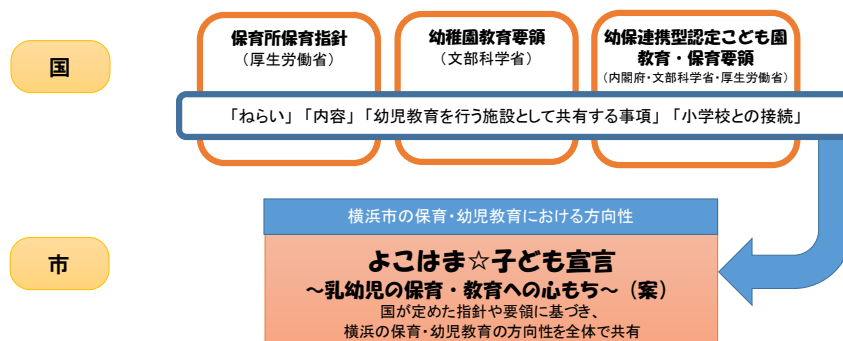 国
保育所保育指針
(厚生労働省)
幼稚園教育要領
(文部科学省)
幼保連携型認定こども園
教育・保育要領
(内閣府・文部科学省・厚生労働省)
「ねらい」「内容」「幼児教育を行う施設として共有する事項」「小学校との接続」
市
横浜市の保育・幼児教育における方向性
よこはま☆子ども宣言
～乳幼児の保育・教育への心もち～(案)
国が定めた指針や要領に基づき、
横浜の保育・幼児教育の方向性を全体で共有